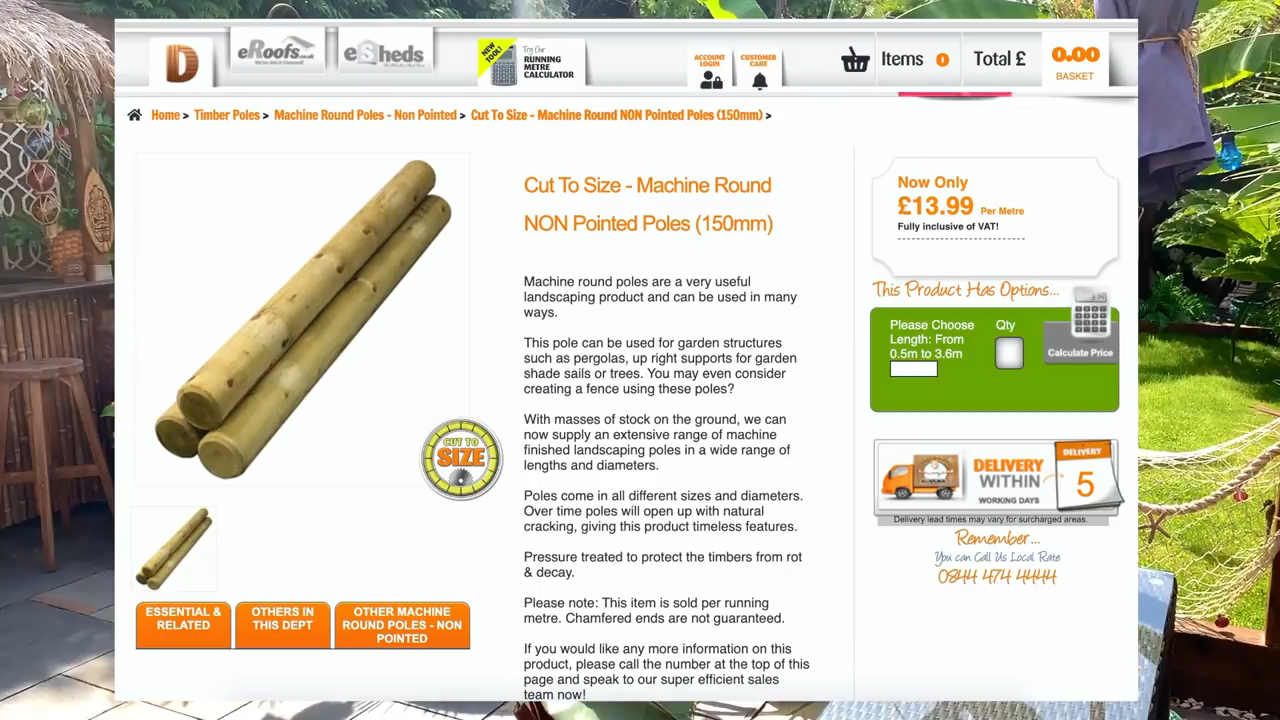 D
eRoofs.co.uk
eSheds
NEW TOOL!
Try Our
RUNNING
METRE
CALCULATOR
ACCOUNT
LOGIN
CUSTOMER
CARE
Items 0
Total £
0.00
BASKET
Home > Timber Poles > Machine Round Poles - Non Pointed > Cut To Size - Machine Round NON Pointed Poles (150mm) >
Cut To Size - Machine Round
NON Pointed Poles (150mm)
Machine round poles are a very useful
landscaping product and can be used in many
ways.
This pole can be used for garden structures
such as pergolas, up right supports for garden
shade sails or trees. You may even consider
creating a fence using these poles?
With masses of stock on the ground, we can
now supply an extensive range of machine
finished landscaping poles in a wide range of
lengths and diameters.
Poles come in all different sizes and diameters.
Over time poles will open up with natural
cracking, giving this product timeless features.
Pressure treated to protect the timbers from rot
& decay.
Please note: This item is sold per running
metre. Chamfered ends are not guaranteed.
If you would like any more information on this
product, please call the number at the top of this
page and speak to our super efficient sales
team now!
CUT TO
SIZE
ESSENTIAL &
RELATED
OTHERS IN
THIS DEPT
OTHER MACHINE
ROUND POLES - NON
POINTED
Now Only
£13.99 Per Metre
Fully inclusive of VAT!
This Product Has Options...
Please Choose
Length: From
0.5m to 3.6m
Qty
Calculate Price
DELIVERY
WITHIN
WORKING DAYS
DELIVERY
5
Delivery lead times may vary for surcharged areas.
Remember...
You can Call Us Local Rate
0844 474 4444